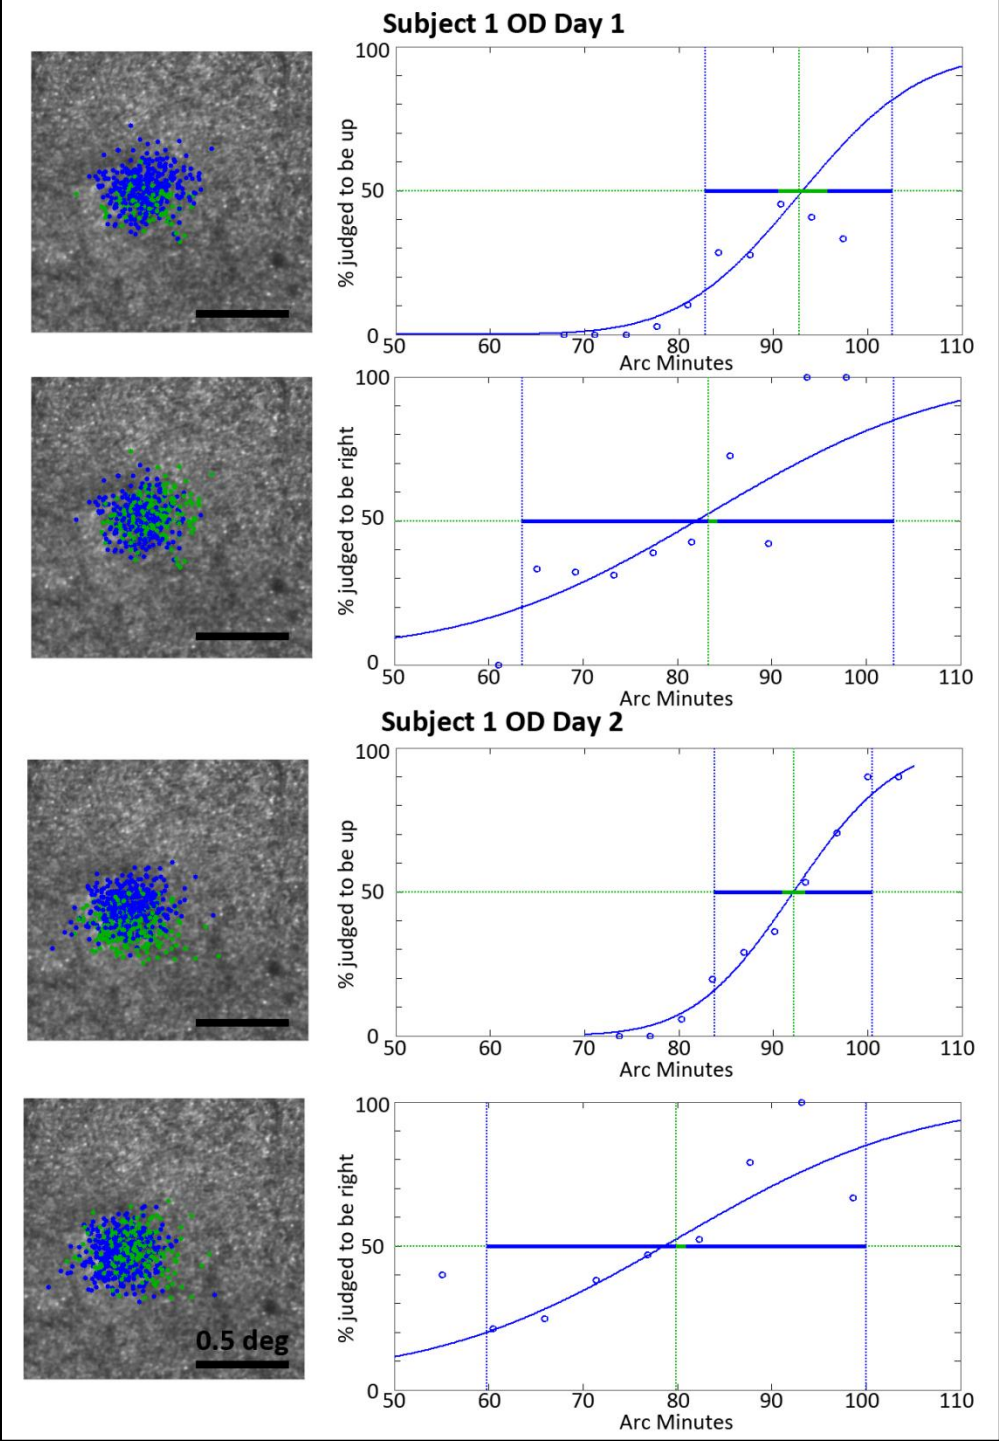 Subject 1 OD Day 1
100
50
0
% judged to be up
50 60 70 80 90 100 110
Arc Minutes
100
50
0
% judged to be right
50 60 70 80 90 100 110
Arc Minutes
Subject 1 OD Day 2
100
50
0
% judged to be up
50 60 70 80 90 100 110
Arc Minutes
0.5 deg
100
50
0
% judged to be right
50 60 70 80 90 100 110
Arc Minutes